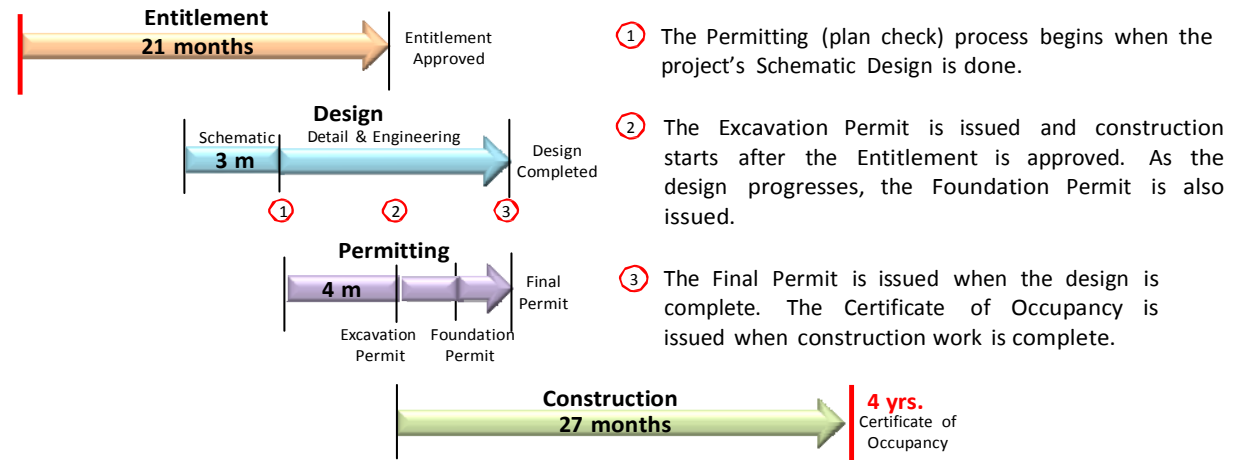 Entitlement
21 months
Entitlement
Approved
Design
Schematic
Detail & Engineering
3 m
Design
Completed
1
2
3
Permitting
4 m
Final
Permit
Excavation
Permit
Foundation
Permit
Construction
27 months
4 yrs.
Certificate of
Occupancy
1 The Permitting (plan check) process begins when the
project's Schematic Design is done.
2 The Excavation Permit is issued and construction
starts after the Entitlement is approved. As the
design progresses, the Foundation Permit is also
issued.
3 The Final Permit is issued when the design is
complete. The Certificate of Occupancy is
issued when construction work is complete.